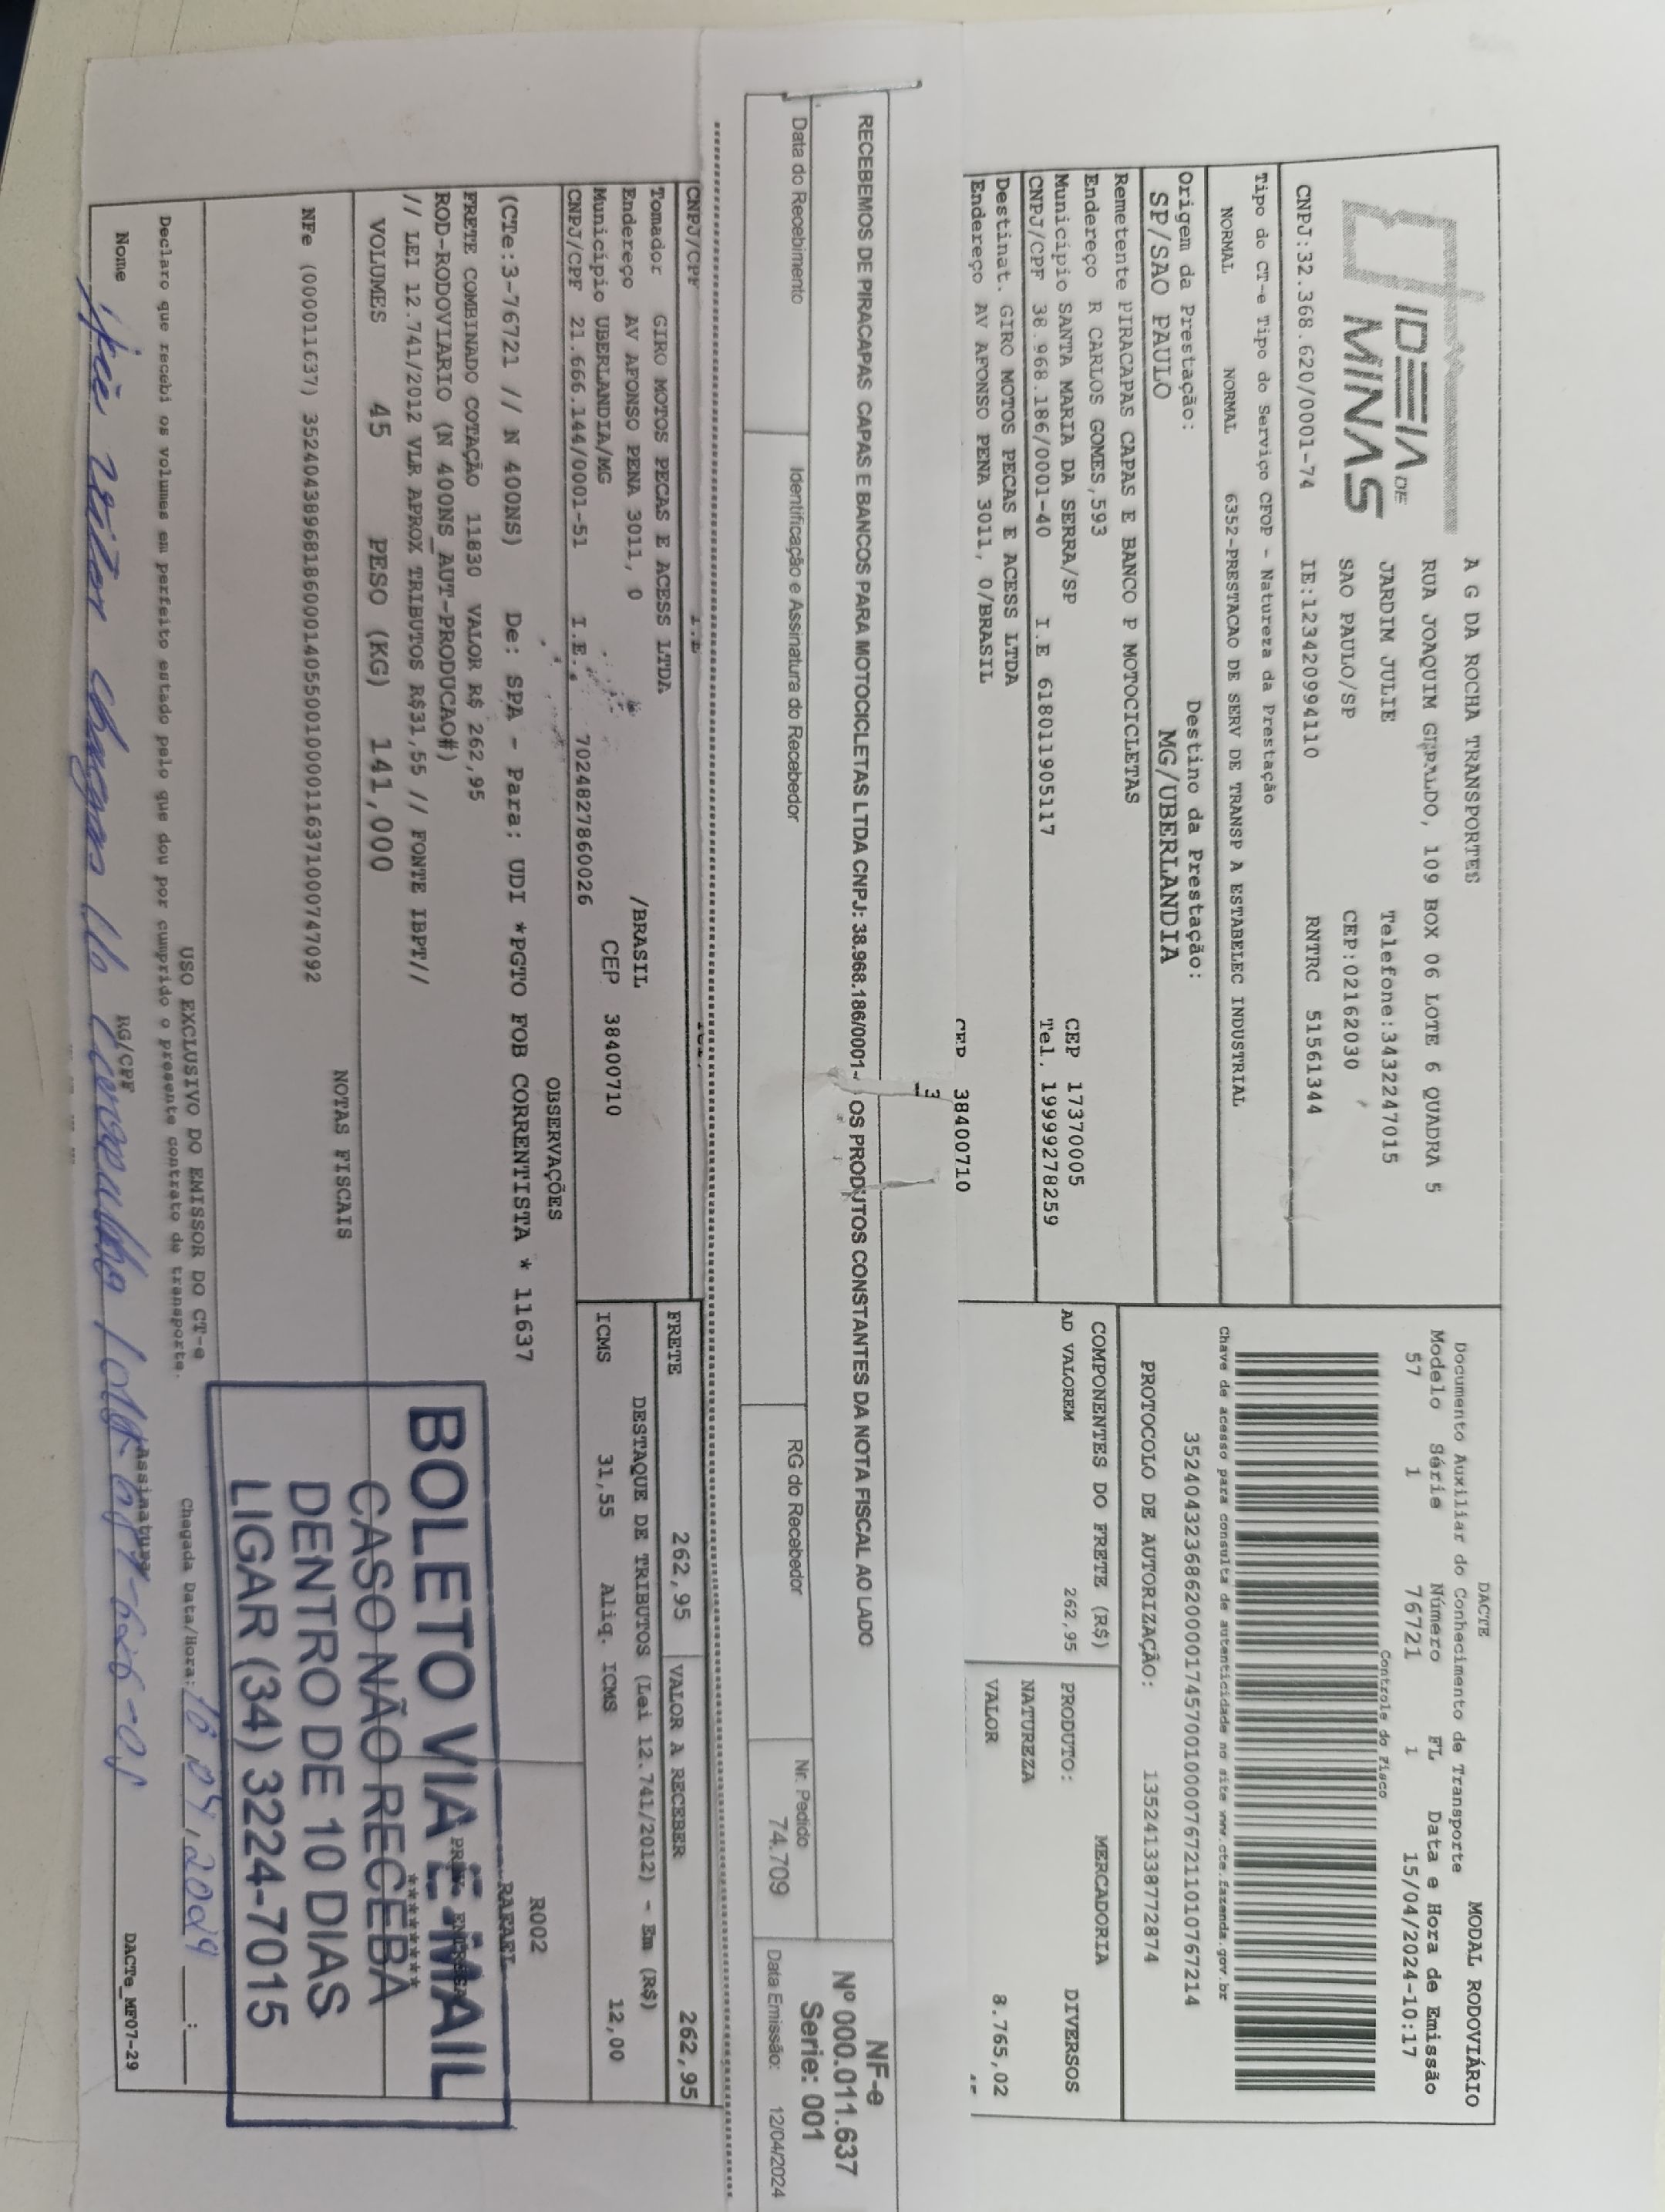 IDEIA DE
MINAS
A G DA ROCHA TRANSPORTES
RUA JOAQUIM GERALDO, 109 BOX 06 LOTE 6 QUADRA 5
JARDIM JULIE Telefone:3432247015
SAO PAULO/SP CEP:02162030
CNPJ:32.368.620/0001-74 IE:123420994110 RNTRC 51561344
DACTE MODAL RODOVIÁRIO
Documento Auxiliar do Conhecimento de Transporte
Modelo Série Número FL Data e Hora de Emissão
57 1 76721 1 15/04/2024-10:17
Controle do Fisco
Tipo do CT-e Tipo do Serviço CFOP - Natureza da Prestação
NORMAL NORMAL 6352-PRESTACAO DE SERV DE TRANSP A ESTABELEC INDUSTRIAL
Chave de acesso para consulta de autenticidade no site www.cte.fazenda.gov.br
35240432368620000174570010000767211010767214
Origem da Prestação: Destino da Prestação:
SP/SAO PAULO MG/UBERLANDIA
PROTOCOLO DE AUTORIZAÇÃO: 135241338772874
Remetente PIRACAPAS CAPAS E BANCO P MOTOCICLETAS
Endereço R CARLOS GOMES,593
Município SANTA MARIA DA SERRA/SP CEP 17370005
CNPJ/CPF 38.968.186/0001-40 I.E 618011905117 Tel. 19999278259
Destinat. GIRO MOTOS PECAS E ACESS LTDA
Endereço AV AFONSO PENA 3011, 0/BRASIL
CEP 38400710
COMPONENTES DO FRETE (R$) MERCADORIA
AD VALOREM 262,95 PRODUTO: DIVERSOS
NATUREZA
VALOR 8.765,02
RECEBEMOS DE PIRACAPAS CAPAS E BANCOS PARA MOTOCICLETAS LTDA CNPJ: 38.968.186/0001- OS PRODUTOS CONSTANTES DA NOTA FISCAL AO LADO
NF-e
Nº 000.011.637
Serie: 001
Data do Recebimento Identificação e Assinatura do Recebedor RG do Recebedor Nr. Pedido
74.709
Data Emissão: 12/04/2024
CNPJ/CPF I.E
Tomador GIRO MOTOS PECAS E ACESS LTDA
Endereço AV AFONSO PENA 3011, 0 /BRASIL
Município UBERLANDIA/MG CEP 38400710
CNPJ/CPF 21.666.144/0001-51 I.E. 7024827860026
FRETE 262,95 VALOR A RECEBER 262,95
DESTAQUE DE TRIBUTOS (Lei 12.741/2012) - Em (R$)
ICMS 31,55 Aliq. ICMS 12,00
OBSERVAÇÕES
(CTe:3-76721 // N 400NS) De: SPA - Para: UDI *PGTO FOB CORRENTISTA * 11637
R002
RAFAEL
FRETE COMBINADO COTAÇÃO 11830 VALOR R$ 262,95
ROD-RODOVIARIO (N 400NS_AUT-PRODUCAO#)
// LEI 12.741/2012 VLR APROX TRIBUTOS R$31,55 // FONTE IBPT//
VOLUMES 45 PESO (KG) 141,000
*******
NOTAS FISCAIS
NFe (000011637) 35240438968186000140550010000116371000747092
BOLETO VIA E-MAIL
CASO NÃO RECEBA
DENTRO DE 10 DIAS
LIGAR (34) 3224-7015
USO EXCLUSIVO DO EMISSOR DO CT-e
Declaro que recebi os volumes em perfeito estado pelo que dou por cumprido o presente contrato de transporte.
Chegada Data/Hora: 16 04, 2024 :
Nome RG/CPF Assinatura
DACTe_MF07-29